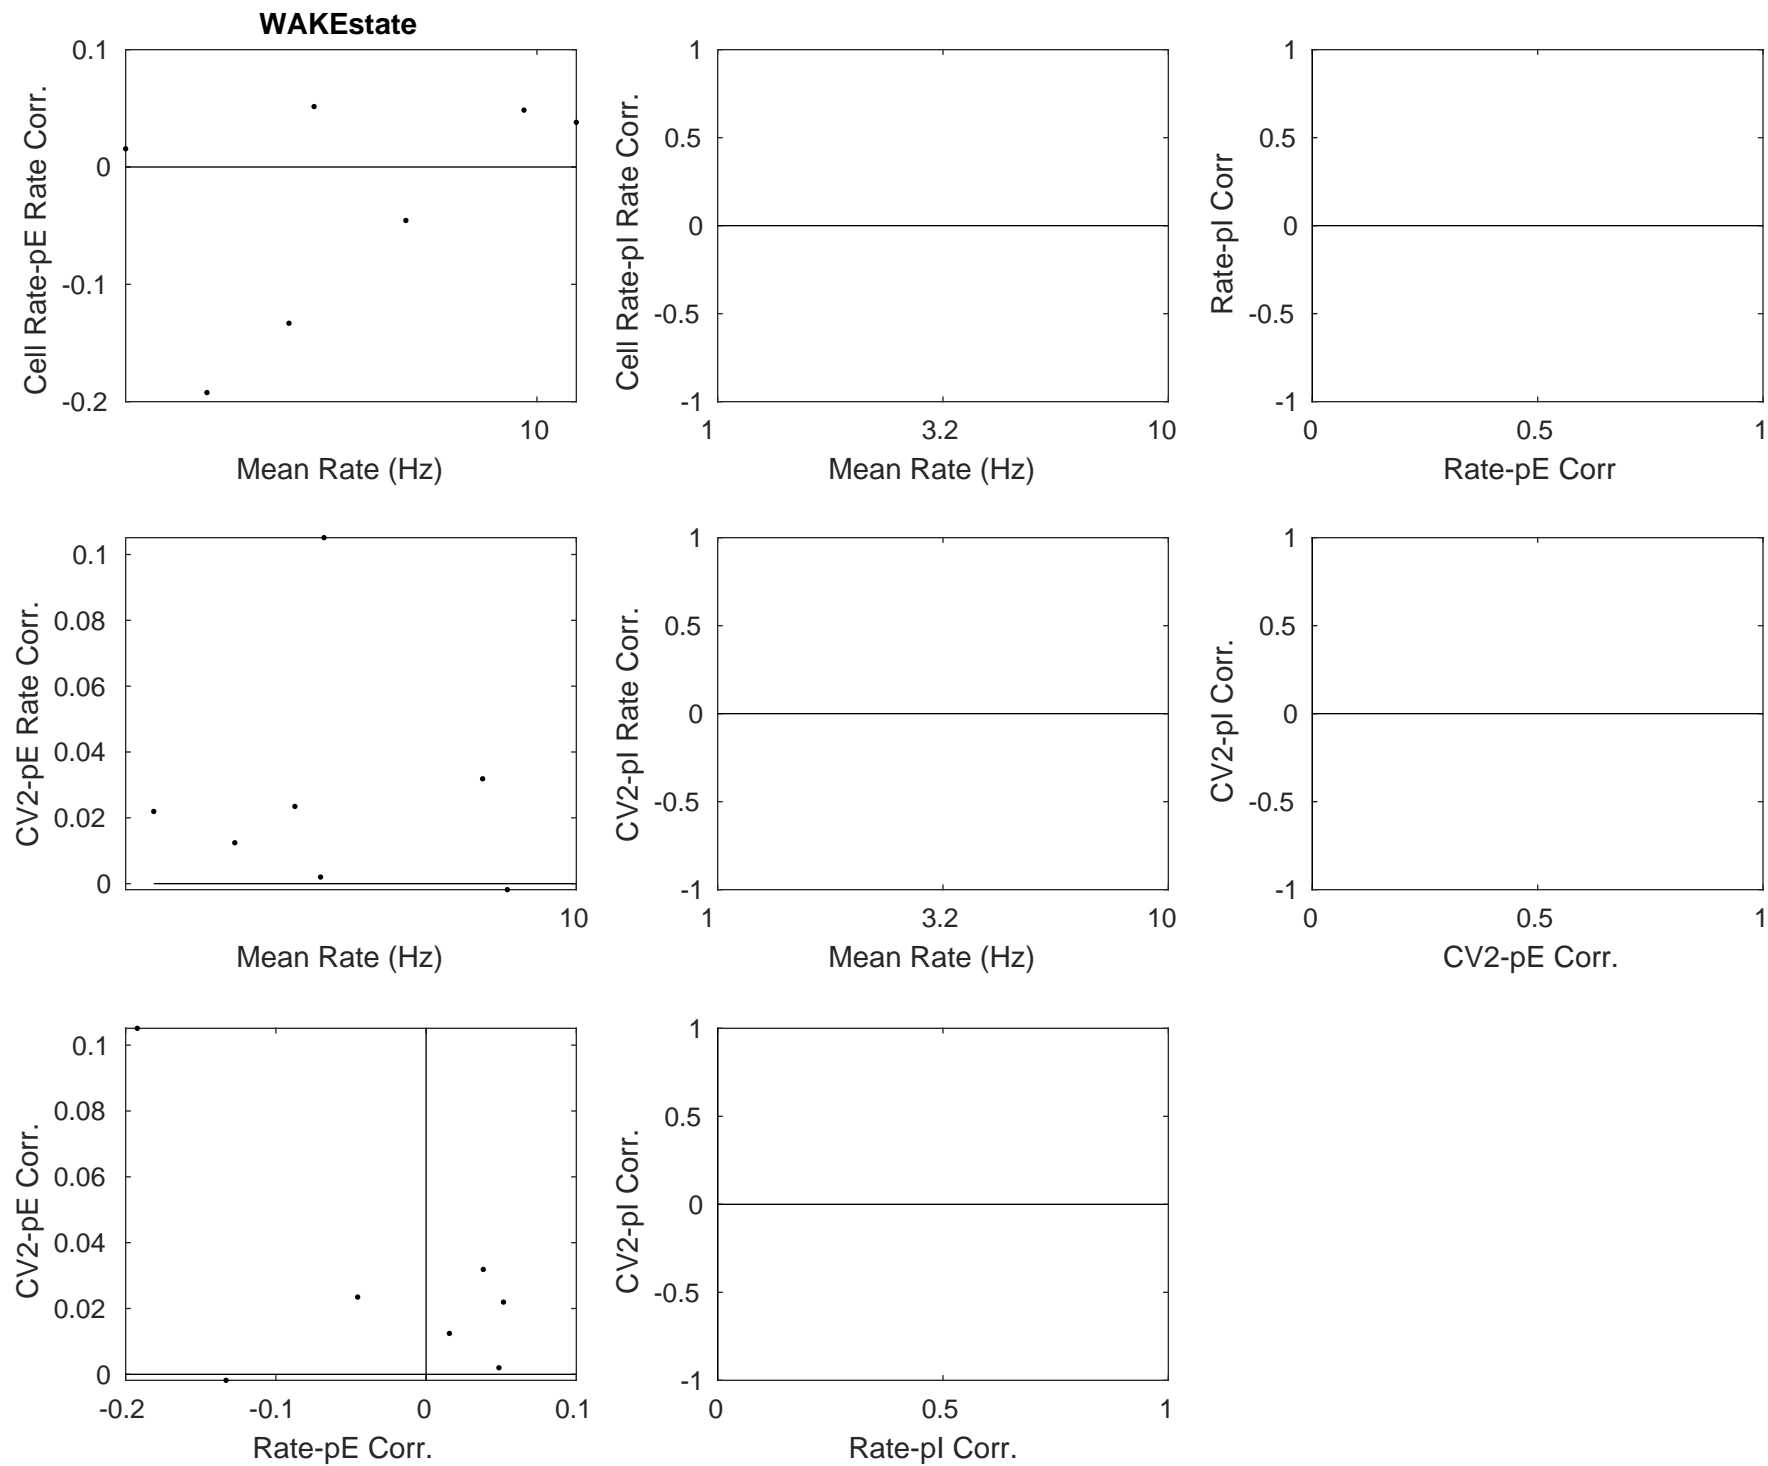 WAKEstate
0.1
0
-0.1
-0.2
Cell Rate-pE Rate Corr.
10
Mean Rate (Hz)
1
0.5
0
-0.5
-1
Cell Rate-pI Rate Corr.
1 3.2 10
Mean Rate (Hz)
1
0.5
0
-0.5
-1
Rate-pI Corr
0 0.5 1
Rate-pE Corr
0.1
0.08
0.06
0.04
0.02
0
CV2-pE Rate Corr.
10
Mean Rate (Hz)
1
0.5
0
-0.5
-1
CV2-pI Rate Corr.
1 3.2 10
Mean Rate (Hz)
1
0.5
0
-0.5
-1
CV2-pI Corr.
0 0.5 1
CV2-pE Corr.
0.1
0.08
0.06
0.04
0.02
0
CV2-pE Corr.
-0.2 -0.1 0 0.1
Rate-pE Corr.
1
0.5
0
-0.5
-1
CV2-pI Corr.
0 0.5 1
Rate-pI Corr.